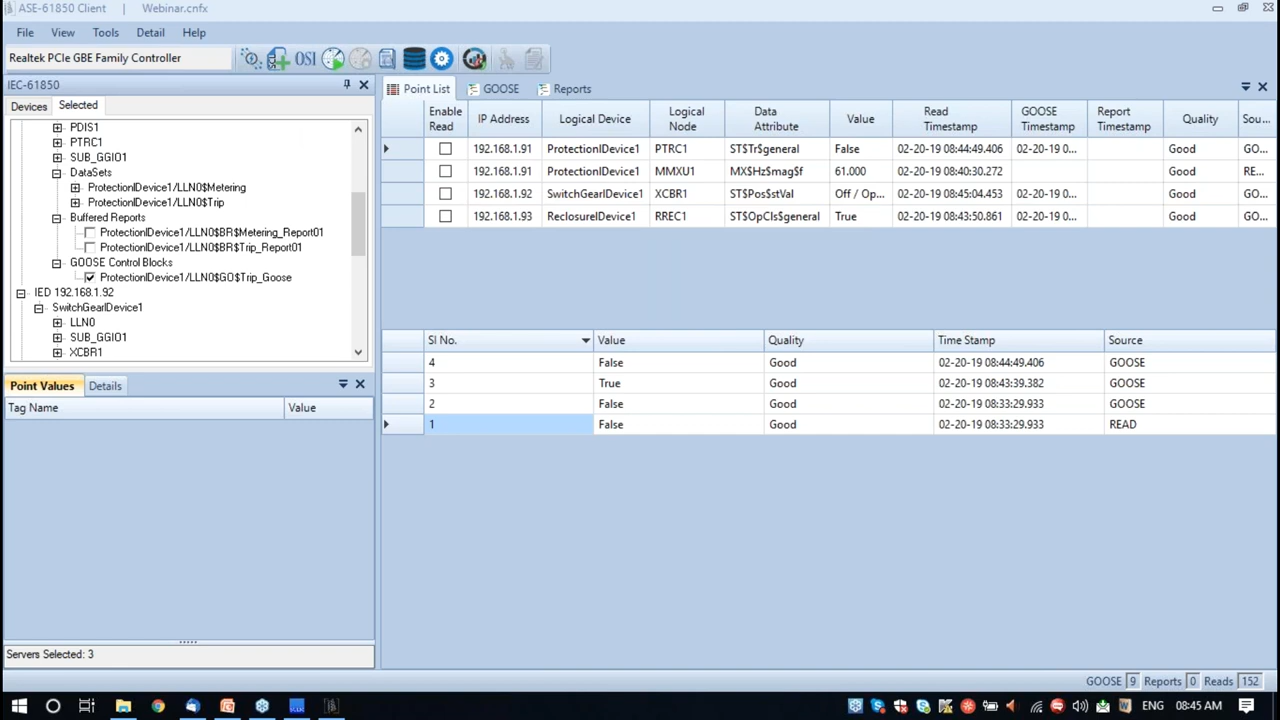 ASE-61850 Client | Webinar.cnfx
File View Tools Detail Help
Realtek PCIe GBE Family Controller OSI
IEC-61850
Devices Selected
PDIS1
PTRC1
SUB_GGIO1
DataSets
ProtectionIDevice1/LLN0$Metering
ProtectionIDevice1/LLN0$Trip
Buffered Reports
ProtectionIDevice1/LLN0$BR$Metering_Report01
ProtectionIDevice1/LLN0$BR$Trip_Report01
GOOSE Control Blocks
ProtectionIDevice1/LLN0$GO$Trip_Goose
IED 192.168.1.92
SwitchGearIDevice1
LLN0
SUB_GGIO1
XCBR1
Point Values Details
Tag Name Value
Servers Selected: 3
Point List GOOSE Reports
Enable Read IP Address Logical Device Logical Node Data Attribute Value Read Timestamp GOOSE Timestamp Report Timestamp Quality Sou...
192.168.1.91 ProtectionIDevice1 PTRC1 ST$Tr$general False 02-20-19 08:44:49.406 02-20-19 0... Good GO...
192.168.1.91 ProtectionIDevice1 MMXU1 MX$Hz$mag$f 61.000 02-20-19 08:40:30.272 Good RE...
192.168.1.92 SwitchGearIDevice1 XCBR1 ST$Pos$stVal Off / Op... 02-20-19 08:45:04.453 02-20-19 0... Good GO...
192.168.1.93 ReclosureIDevice1 RREC1 ST$OpCls$general True 02-20-19 08:43:50.861 02-20-19 0... Good GO...
Sl No. Value Quality Time Stamp Source
4 False Good 02-20-19 08:44:49.406 GOOSE
3 True Good 02-20-19 08:43:39.382 GOOSE
2 False Good 02-20-19 08:33:29.933 GOOSE
1 False Good 02-20-19 08:33:29.933 READ
GOOSE 9 Reports 0 Reads 152
ENG 08:45 AM